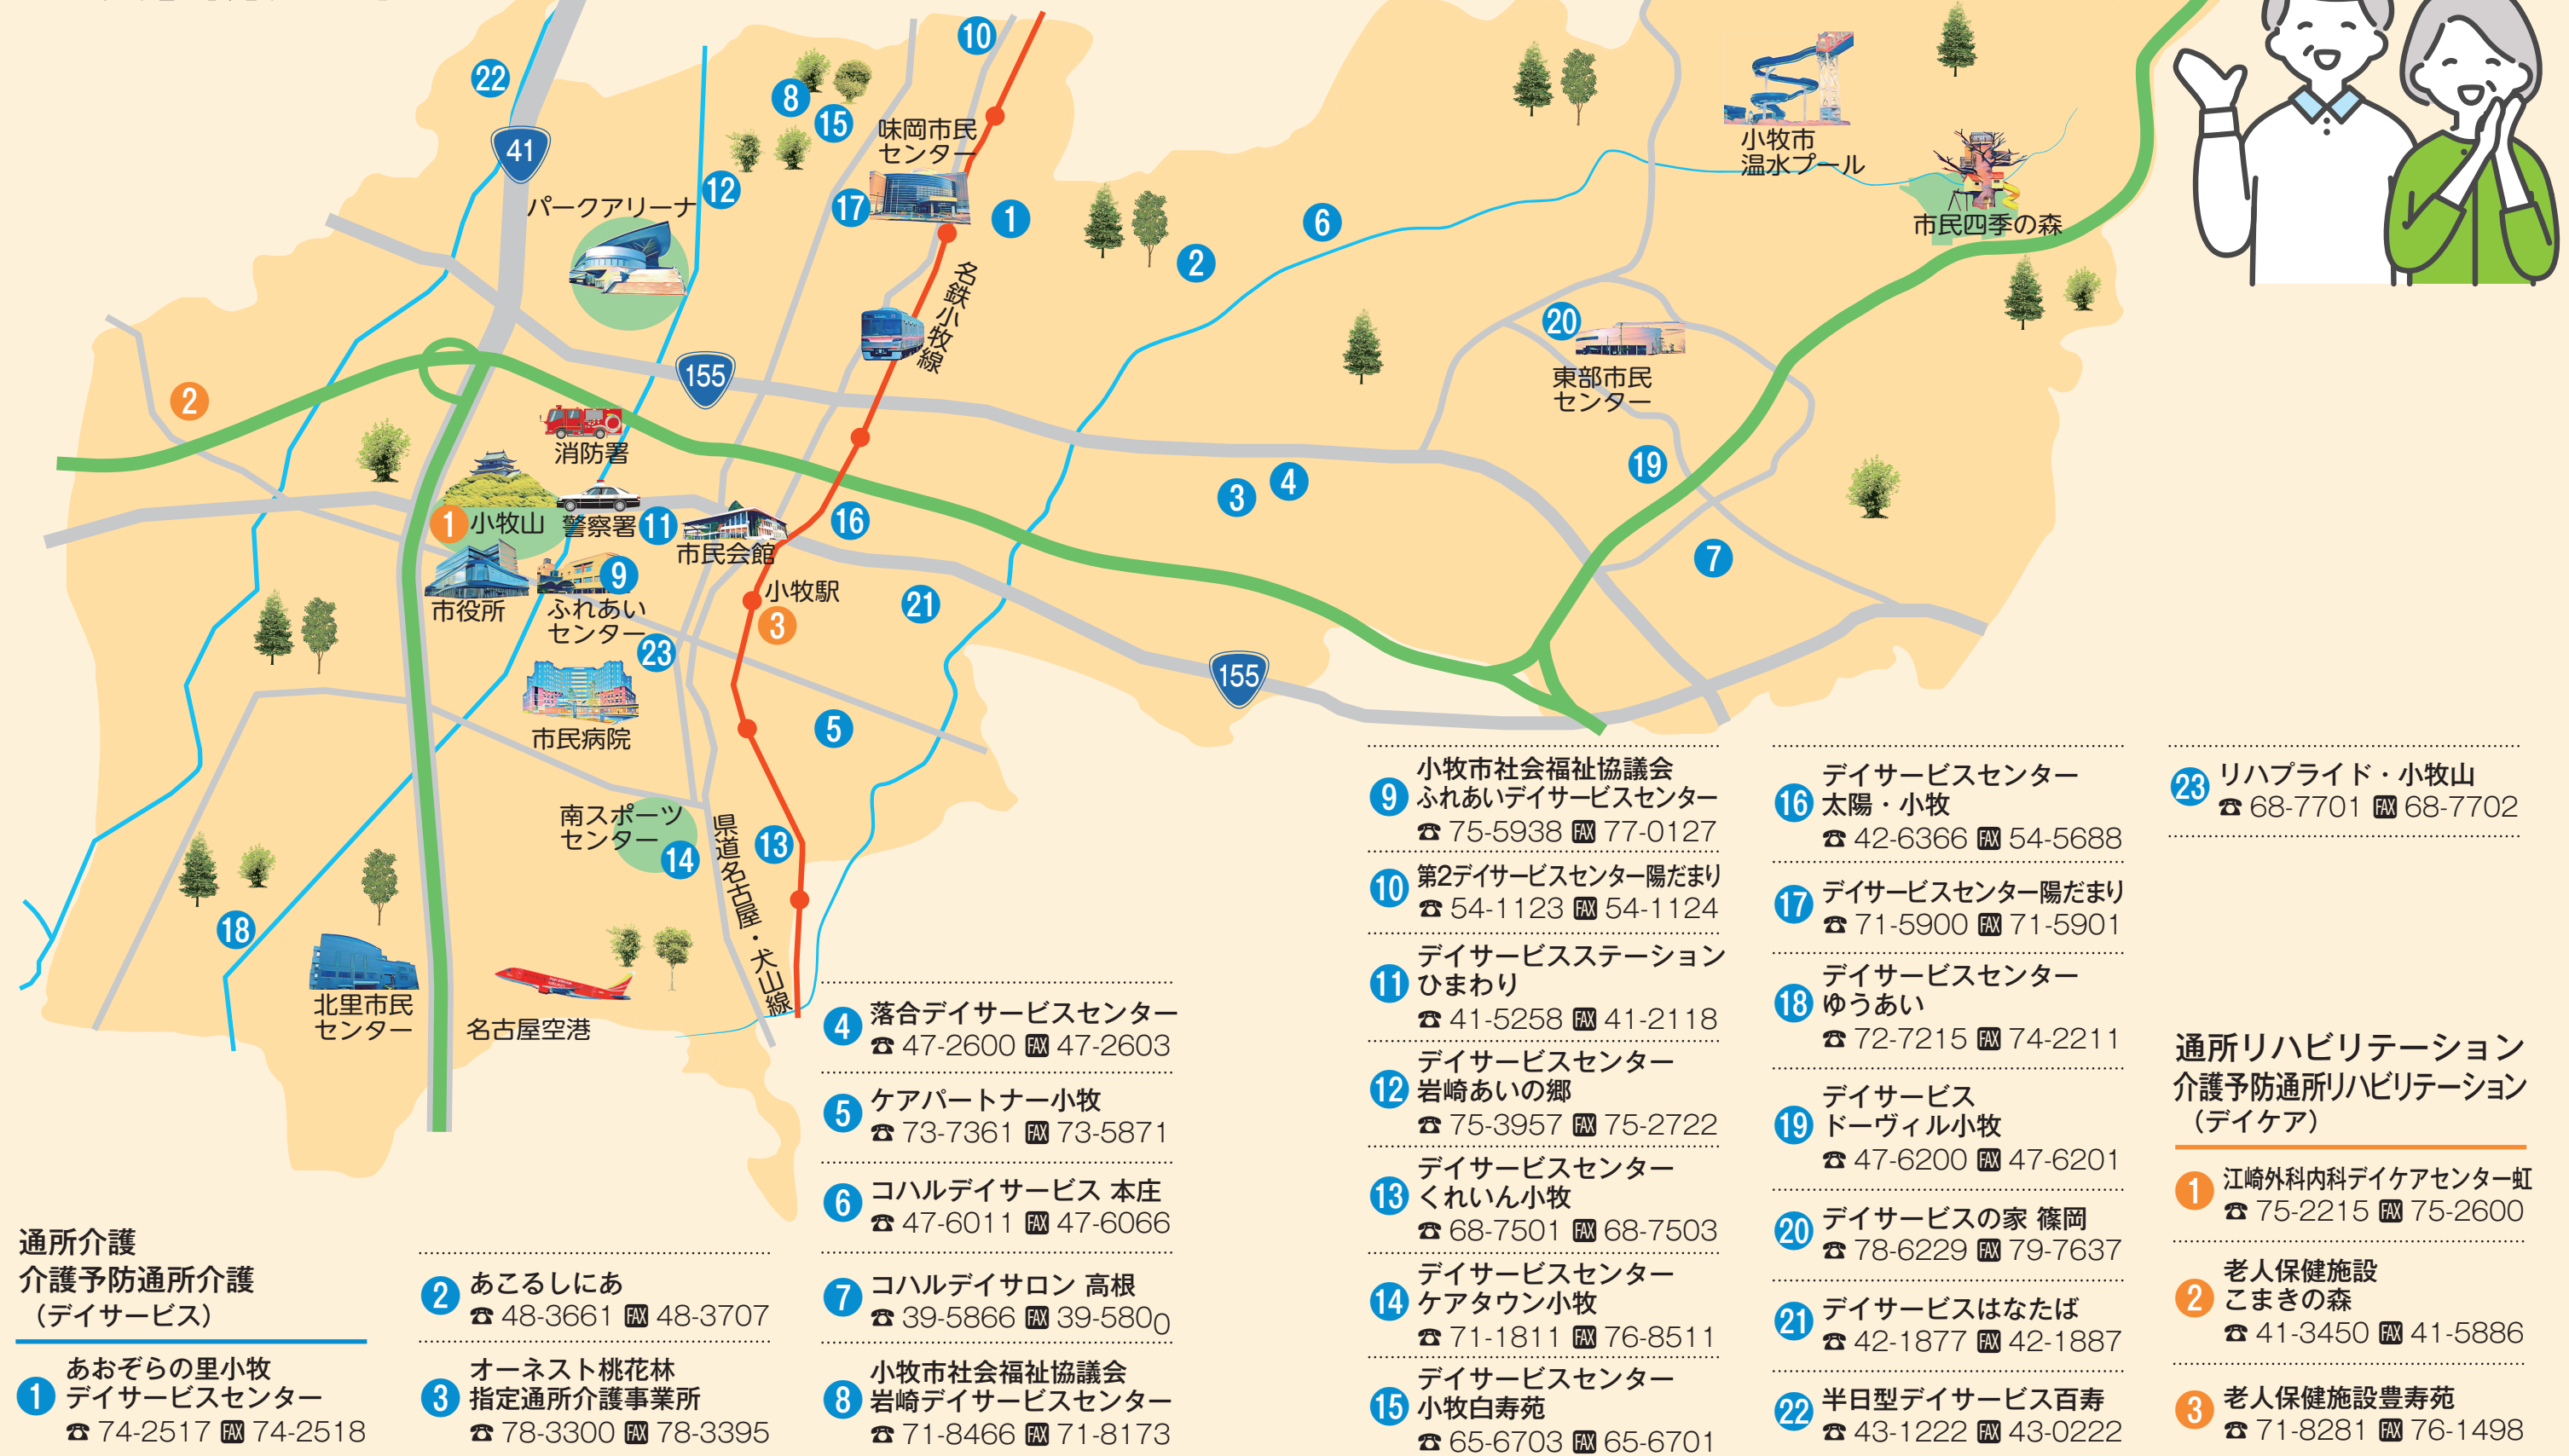 22
41
8
15
10
12
パークアリーナ
17
味岡市民
センター
1
2
6
名鉄小牧線
小牧市
温水プール
市民四季の森
20
東部市民
センター
155
2
消防署
1
小牧山
警察署
11
市民会館
16
3
4
19
7
市役所
9
ふれあい
センター
小牧駅
3
21
23
155
市民病院
5
南スポーツ
センター
14
13
県道名古屋・犬山線
18
北里市民
センター
名古屋空港
通所介護
介護予防通所介護
(デイサービス)
1 あおぞらの里小牧
デイサービスセンター
☎ 74-2517 FAX 74-2518
2 あこるしにあ
☎ 48-3661 FAX 48-3707
3 オーネスト桃花林
指定通所介護事業所
☎ 78-3300 FAX 78-3395
4 落合デイサービスセンター
☎ 47-2600 FAX 47-2603
5 ケアパートナー小牧
☎ 73-7361 FAX 73-5871
6 コハルデイサービス 本庄
☎ 47-6011 FAX 47-6066
7 コハルデイサロン 高根
☎ 39-5866 FAX 39-5800
8 小牧市社会福祉協議会
岩崎デイサービスセンター
☎ 71-8466 FAX 71-8173
9 小牧市社会福祉協議会
ふれあいデイサービスセンター
☎ 75-5938 FAX 77-0127
10 第2デイサービスセンター陽だまり
☎ 54-1123 FAX 54-1124
11 デイサービスステーション
ひまわり
☎ 41-5258 FAX 41-2118
12 デイサービスセンター
岩崎あいの郷
☎ 75-3957 FAX 75-2722
13 デイサービスセンター
くれいん小牧
☎ 68-7501 FAX 68-7503
14 デイサービスセンター
ケアタウン小牧
☎ 71-1811 FAX 76-8511
15 デイサービスセンター
小牧白寿苑
☎ 65-6703 FAX 65-6701
16 デイサービスセンター
太陽・小牧
☎ 42-6366 FAX 54-5688
17 デイサービスセンター陽だまり
☎ 71-5900 FAX 71-5901
18 デイサービスセンター
ゆうあい
☎ 72-7215 FAX 74-2211
19 デイサービス
ドーヴィル小牧
☎ 47-6200 FAX 47-6201
20 デイサービスの家 篠岡
☎ 78-6229 FAX 79-7637
21 デイサービスはなたば
☎ 42-1877 FAX 42-1887
22 半日型デイサービス百寿
☎ 43-1222 FAX 43-0222
23 リハプライド・小牧山
☎ 68-7701 FAX 68-7702
通所リハビリテーション
介護予防通所リハビリテーション
(デイケア)
1 江崎外科内科デイケアセンター虹
☎ 75-2215 FAX 75-2600
2 老人保健施設
こまきの森
☎ 41-3450 FAX 41-5886
3 老人保健施設豊寿苑
☎ 71-8281 FAX 76-1498